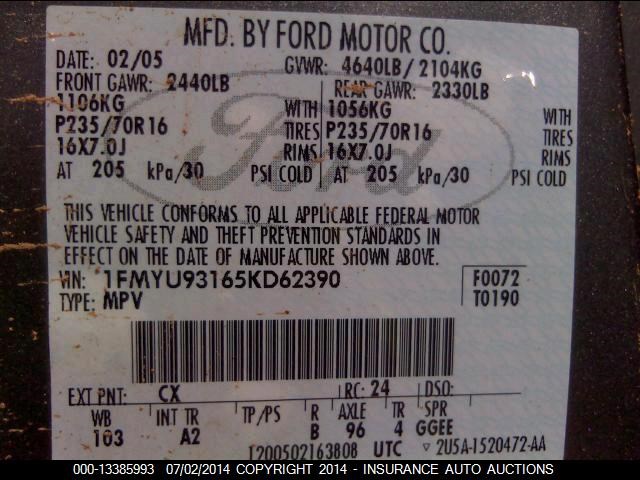 MFD. BY FORD MOTOR CO.
DATE: 02/05 GVWR: 4640LB / 2104KG
FRONT GAWR: 2440LB REAR GAWR: 2330LB
1106KG WITH 1056KG WITH
P235/70R16 TIRES P235/70R16 TIRES
16X7.0J RIMS 16X7.0J RIMS
AT 205 kPa/30 PSI COLD AT 205 kPa/30 PSI COLD
Ford
THIS VEHICLE CONFORMS TO ALL APPLICABLE FEDERAL MOTOR
VEHICLE SAFETY AND THEFT PREVENTION STANDARDS IN
EFFECT ON THE DATE OF MANUFACTURE SHOWN ABOVE.
VIN: 1FMYU93165KD62390 F0072
TYPE: MPV T0190
EXT PNT: CX RC: 24 DSO:
WB INT TR TP/PS R AXLE TR SPR
103 A2 B 96 4 GGEE
1200502163808 UTC 2U5A-1520472-AA
000-13385993 07/02/2014 COPYRIGHT 2014 - INSURANCE AUTO AUCTIONS